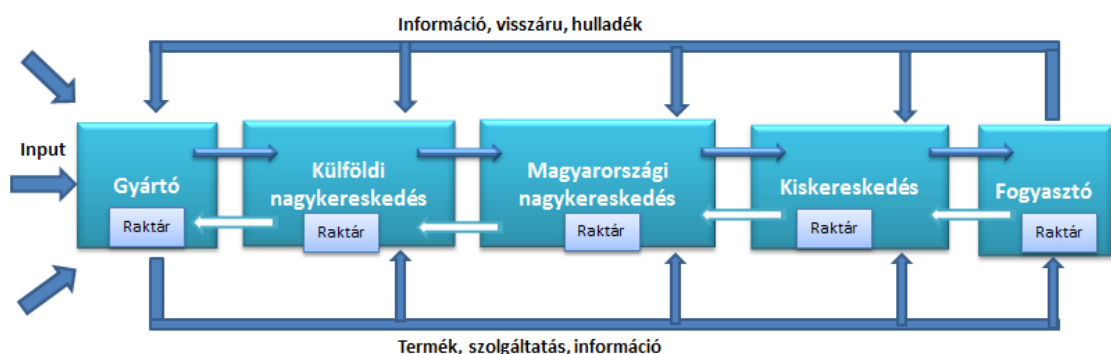 Információ, visszáru, hulladék
Input
Gyártó
Raktár
Külföldi
nagykereskedés
Raktár
Magyarországi
nagykereskedés
Raktár
Kiskereskedés
Raktár
Fogyasztó
Raktár
Termék, szolgáltatás, információ